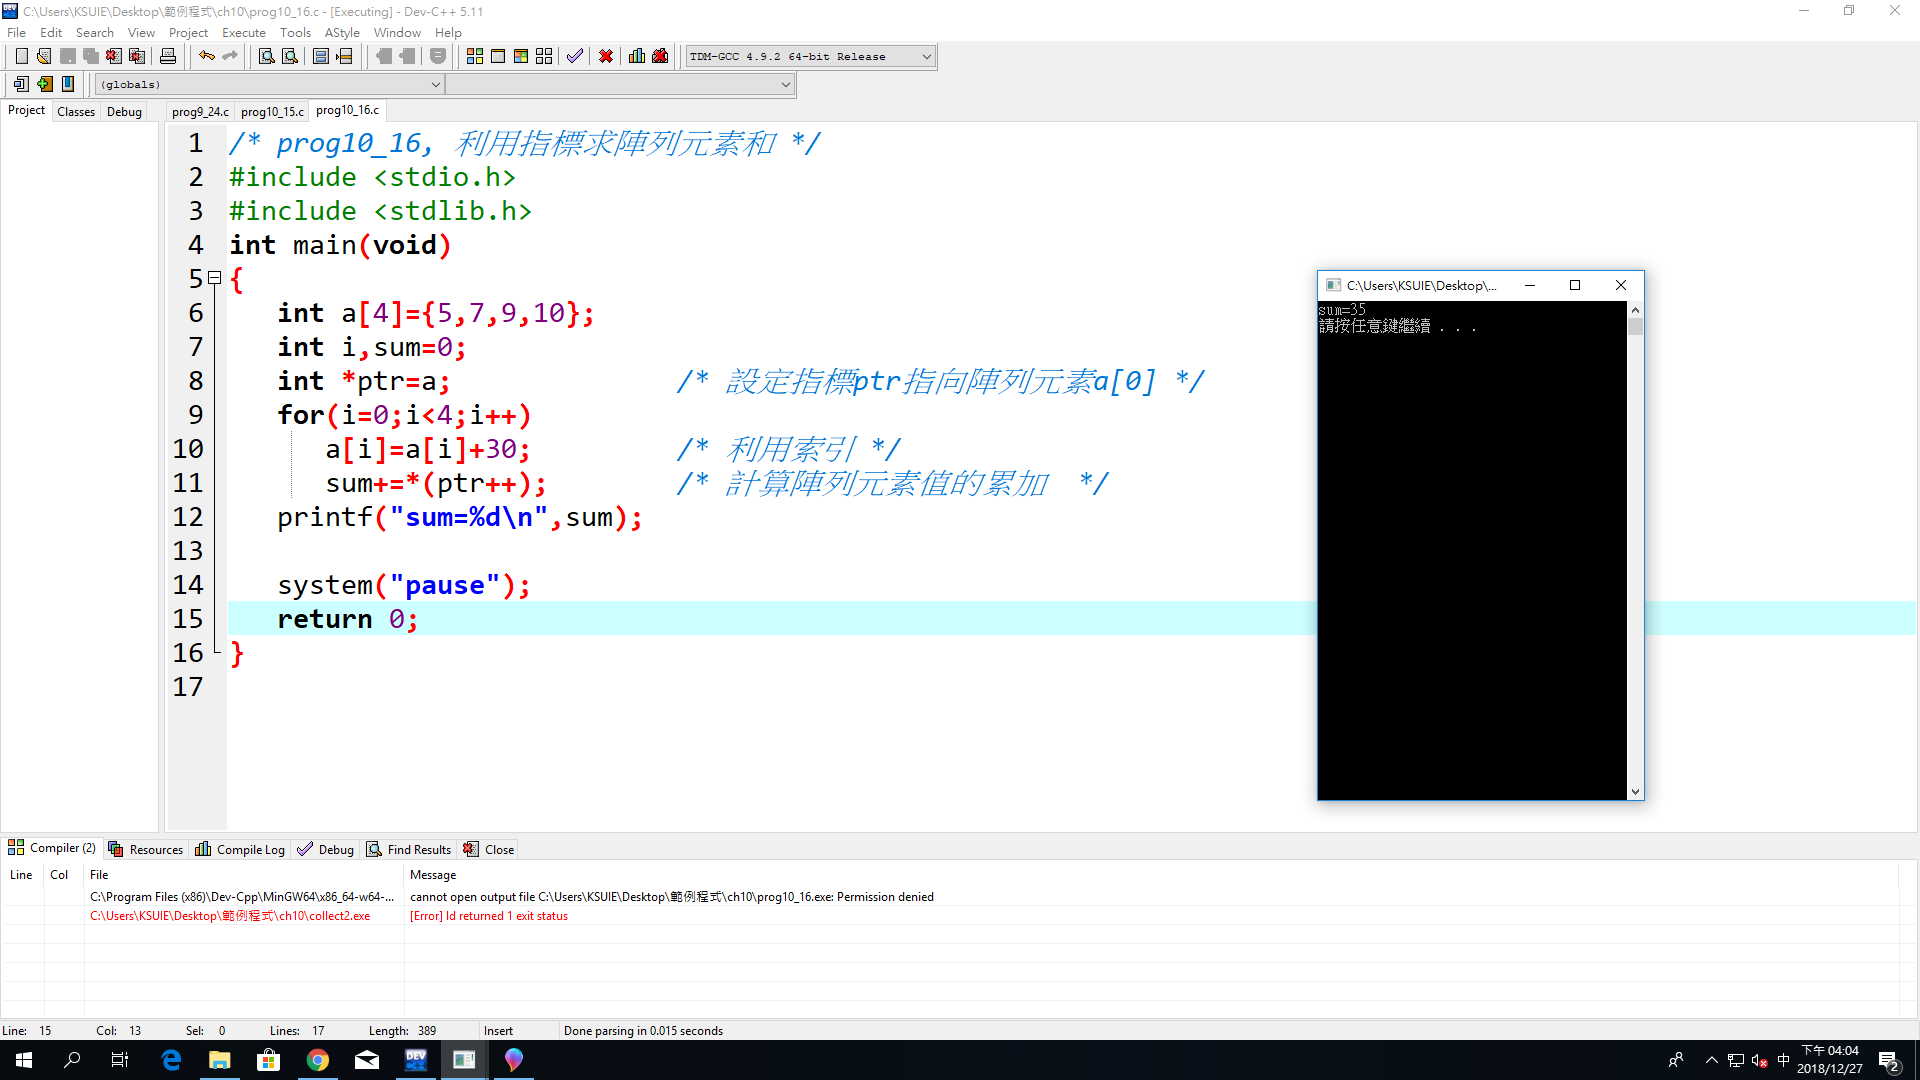 C:\Users\KSUIE\Desktop\範例程式\ch10\prog10_16.c - [Executing] - Dev-C++ 5.11
File Edit Search View Project Execute Tools AStyle Window Help
TDM-GCC 4.9.2 64-bit Release
(globals)
Project Classes Debug prog9_24.c prog10_15.c prog10_16.c
1 /* prog10_16, 利用指標求陣列元素和 */
2 #include <stdio.h>
3 #include <stdlib.h>
4 int main(void)
5 {
6 int a[4]={5,7,9,10};
7 int i,sum=0;
8 int *ptr=a; /* 設定指標ptr指向陣列元素a[0] */
9 for(i=0;i<4;i++)
10 a[i]=a[i]+30; /* 利用索引 */
11 sum+=*(ptr++); /* 計算陣列元素值的累加 */
12 printf("sum=%d\n",sum);
13
14 system("pause");
15 return 0;
16 }
17
C:\Users\KSUIE\Desktop\...
sum=35
請按任意鍵繼續 . . .
Compiler (2) Resources Compile Log Debug Find Results Close
Line Col File Message
C:\Program Files (x86)\Dev-Cpp\MinGW64\x86_64-w64-... cannot open output file C:\Users\KSUIE\Desktop\範例程式\ch10\prog10_16.exe: Permission denied
C:\Users\KSUIE\Desktop\範例程式\ch10\collect2.exe [Error] ld returned 1 exit status
Line: 15 Col: 13 Sel: 0 Lines: 17 Length: 389 Insert Done parsing in 0.015 seconds
DEV
中
下午 04:04
2018/12/27
2